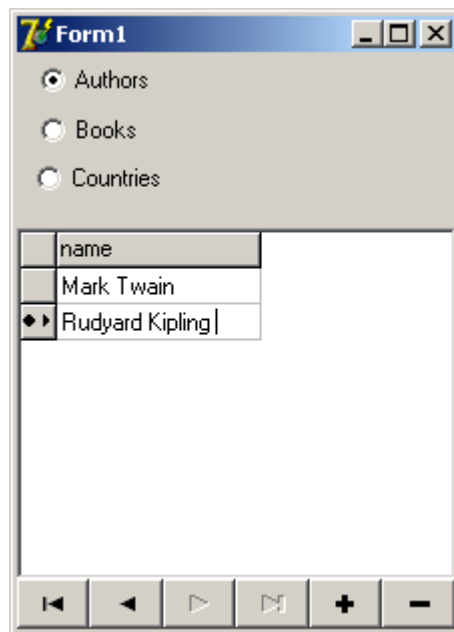 Form1
Authors
Books
Countries
name
Mark Twain
Rudyard Kipling